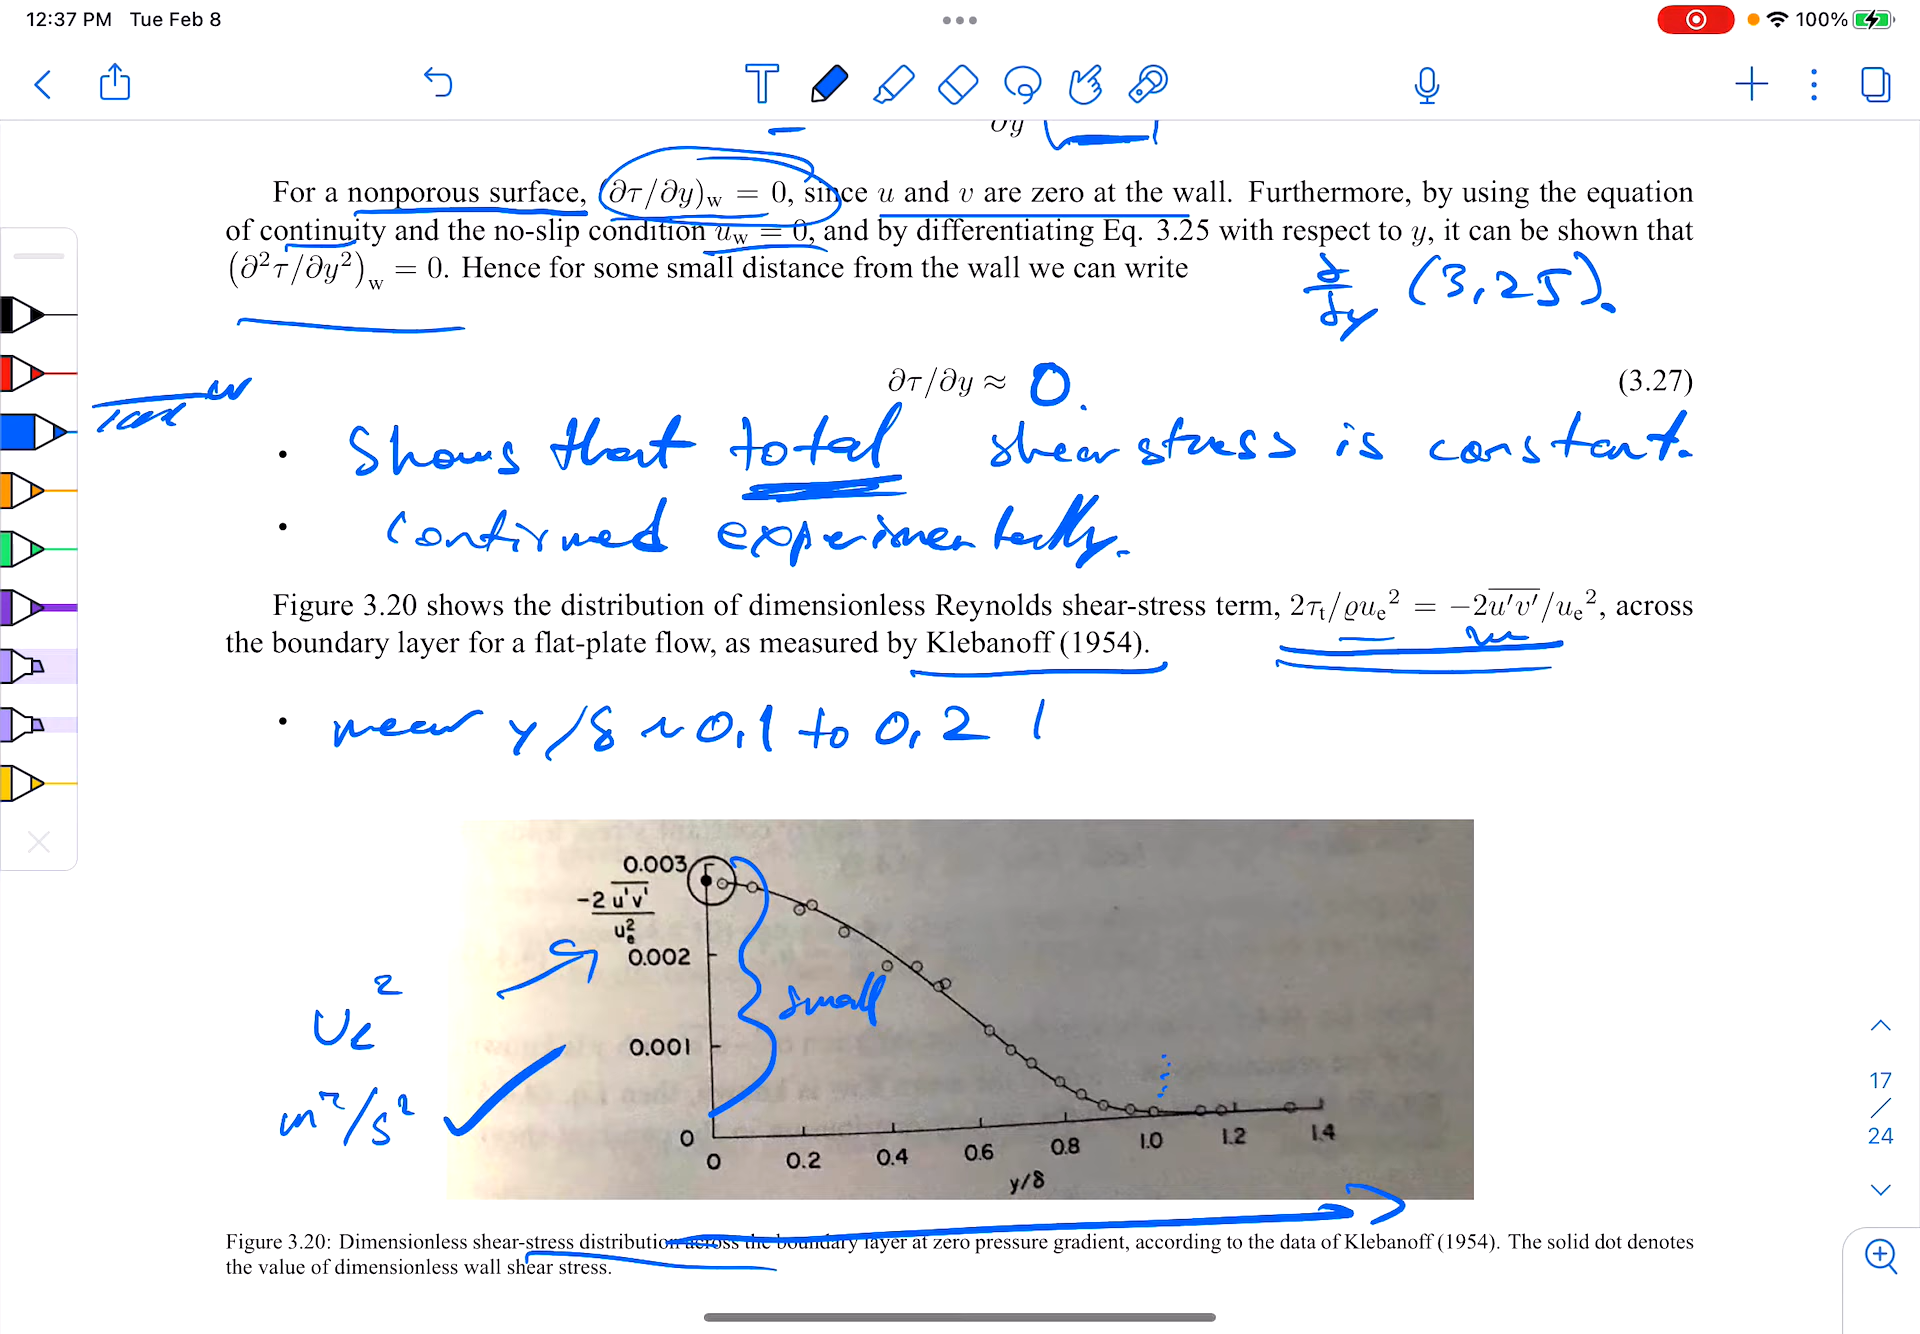 12:37 PM Tue Feb 8
100%
∂y
For a nonporous surface, (∂τ/∂y)w = 0, since u and v are zero at the wall. Furthermore, by using the equation
of continuity and the no-slip condition uw = 0, and by differentiating Eq. 3.25 with respect to y, it can be shown that
(∂²τ/∂y²)w = 0. Hence for some small distance from the wall we can write
∂/∂y (3,25).
∂τ/∂y ≈ 0. (3.27)
• Shows that total shear stress is constant.
• Confirmed experimentally.
Figure 3.20 shows the distribution of dimensionless Reynolds shear-stress term, 2τt/ϱue² = −2u′v′/ue², across
the boundary layer for a flat-plate flow, as measured by Klebanoff (1954).
• near y/δ ~ 0,1 to 0,2
0.003
-2 u'v'
ue²
0.002
small
Ue²
0.001
m²/s²
0
0 0.2 0.4 0.6 0.8 1.0 1.2 1.4
y/δ
17
/
24
Figure 3.20: Dimensionless shear-stress distribution across the boundary layer at zero pressure gradient, according to the data of Klebanoff (1954). The solid dot denotes
the value of dimensionless wall shear stress.